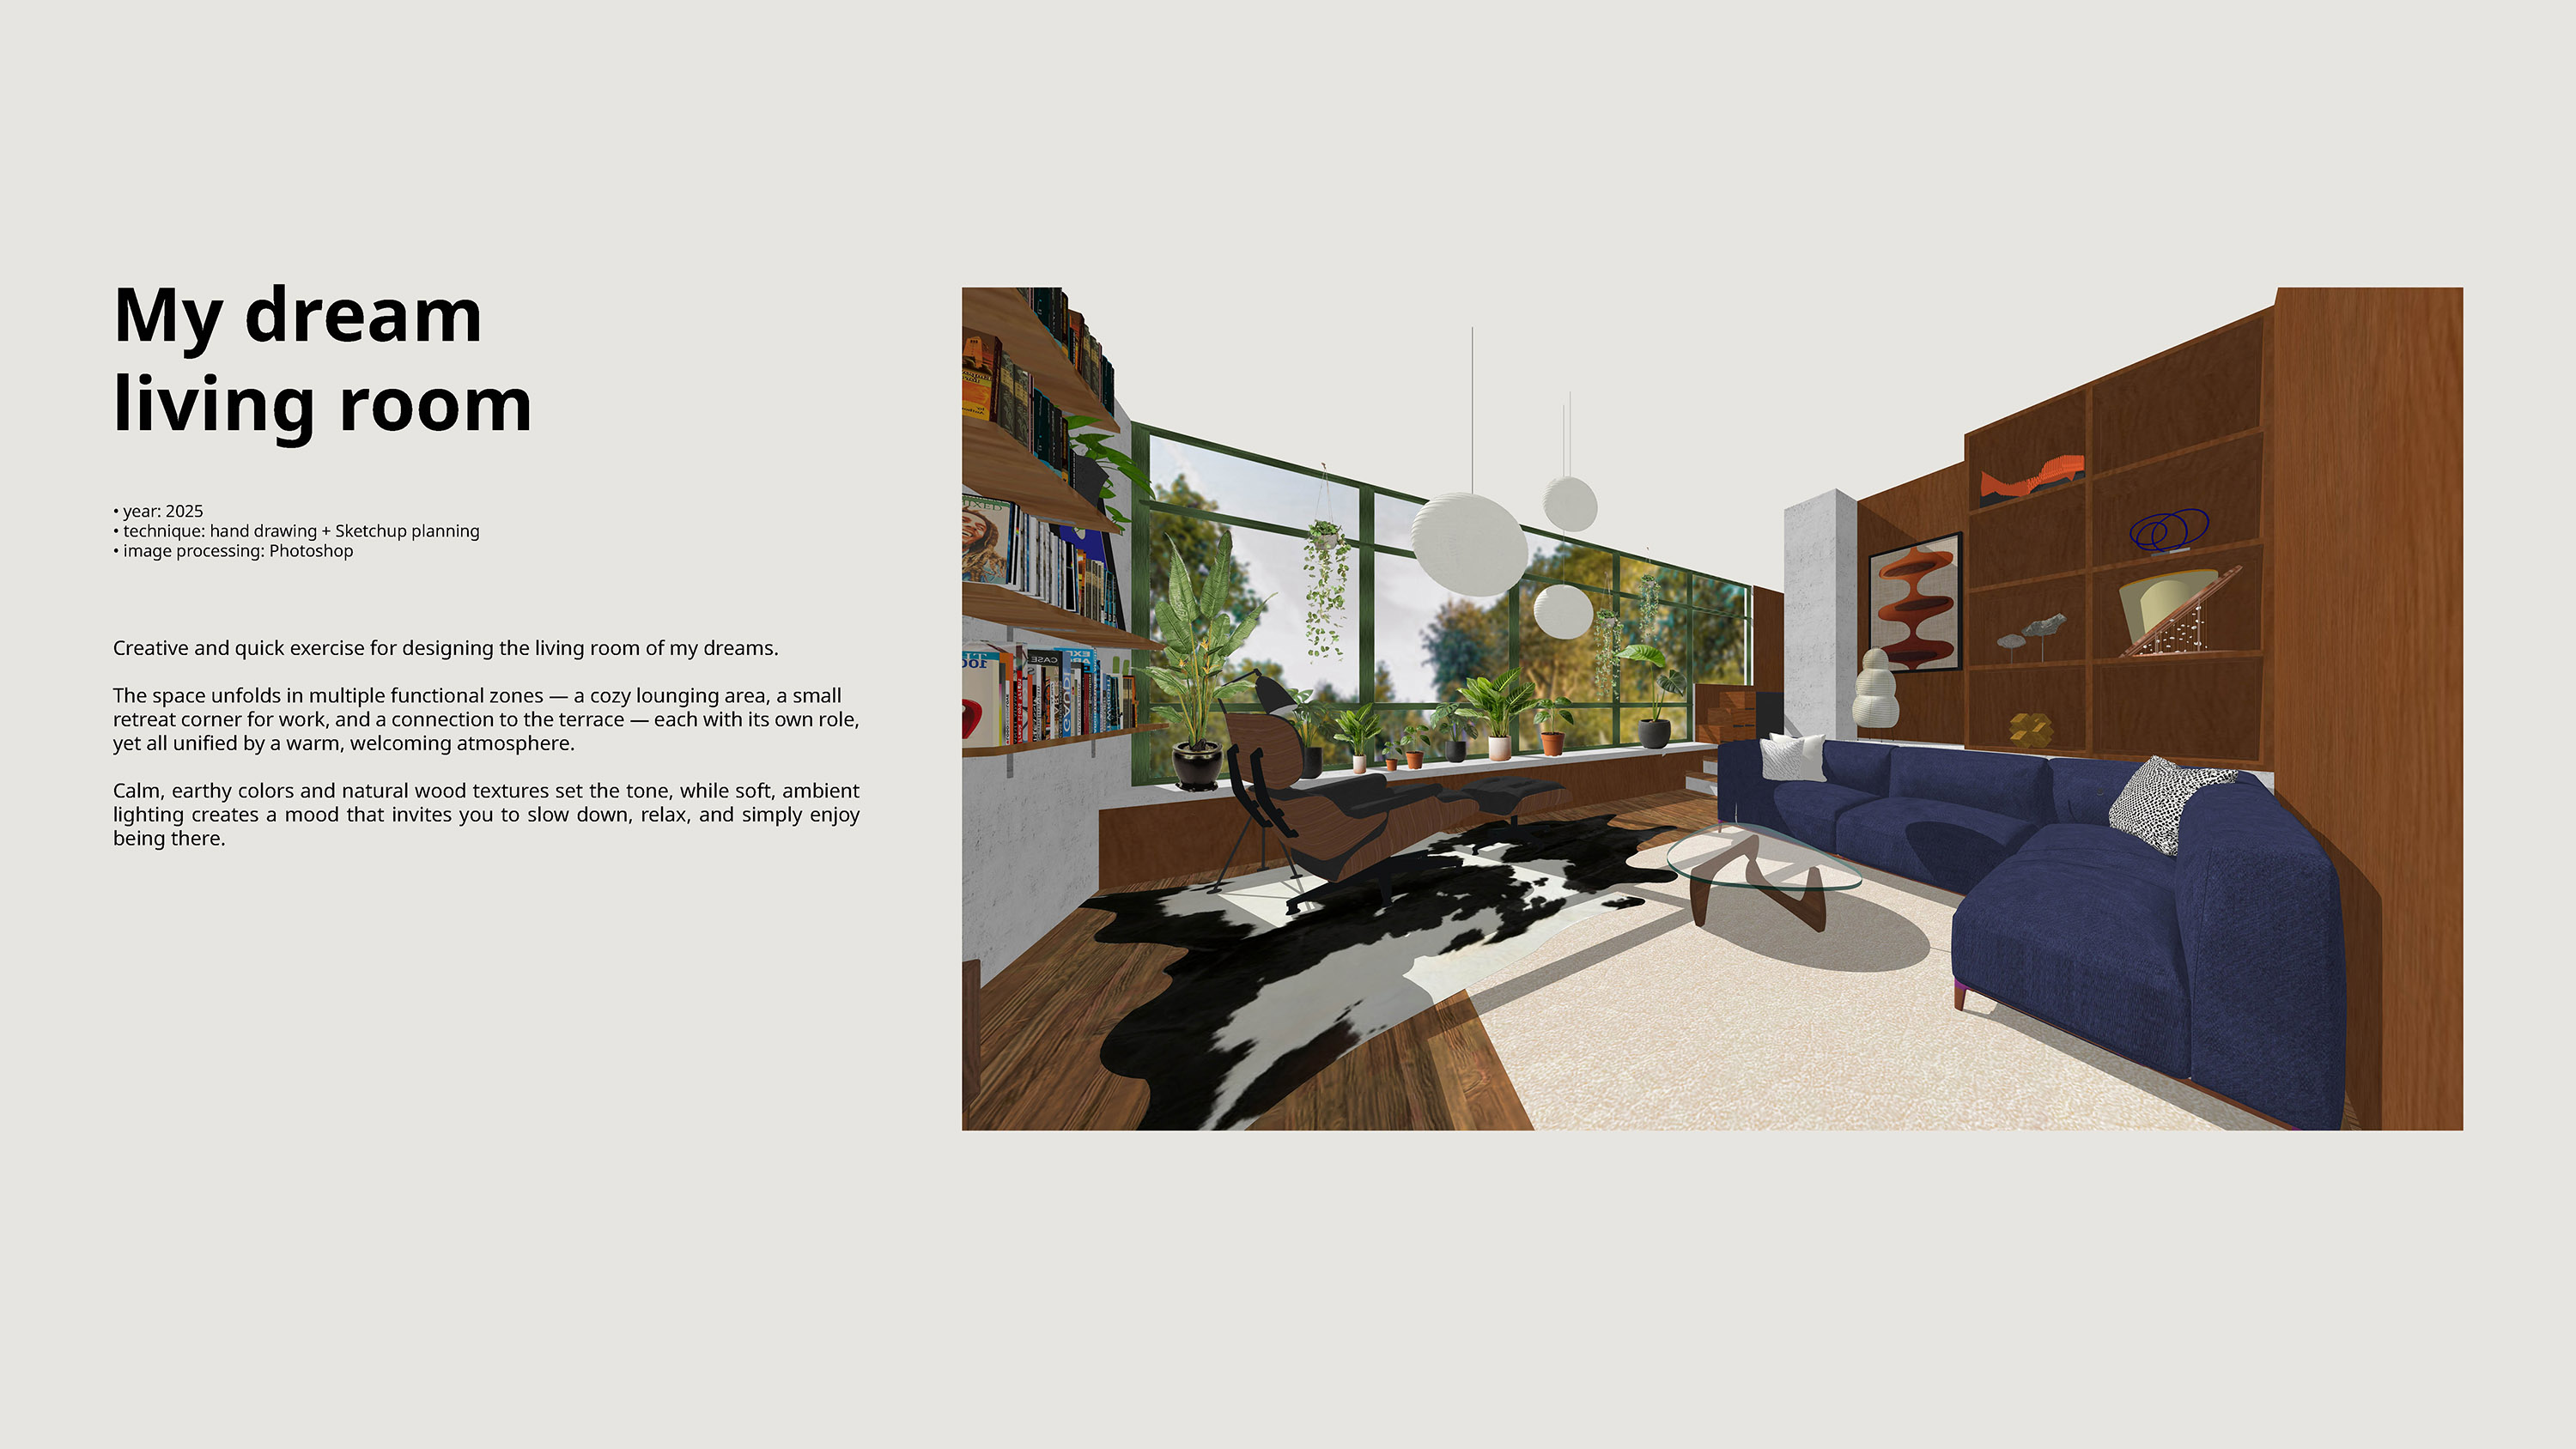 My dream
living room
• year: 2025
• technique: hand drawing + Sketchup planning
• image processing: Photoshop
Creative and quick exercise for designing the living room of my dreams.
The space unfolds in multiple functional zones — a cozy lounging area, a small
retreat corner for work, and a connection to the terrace — each with its own role,
yet all unified by a warm, welcoming atmosphere.
Calm, earthy colors and natural wood textures set the tone, while soft, ambient
lighting creates a mood that invites you to slow down, relax, and simply enjoy
being there.